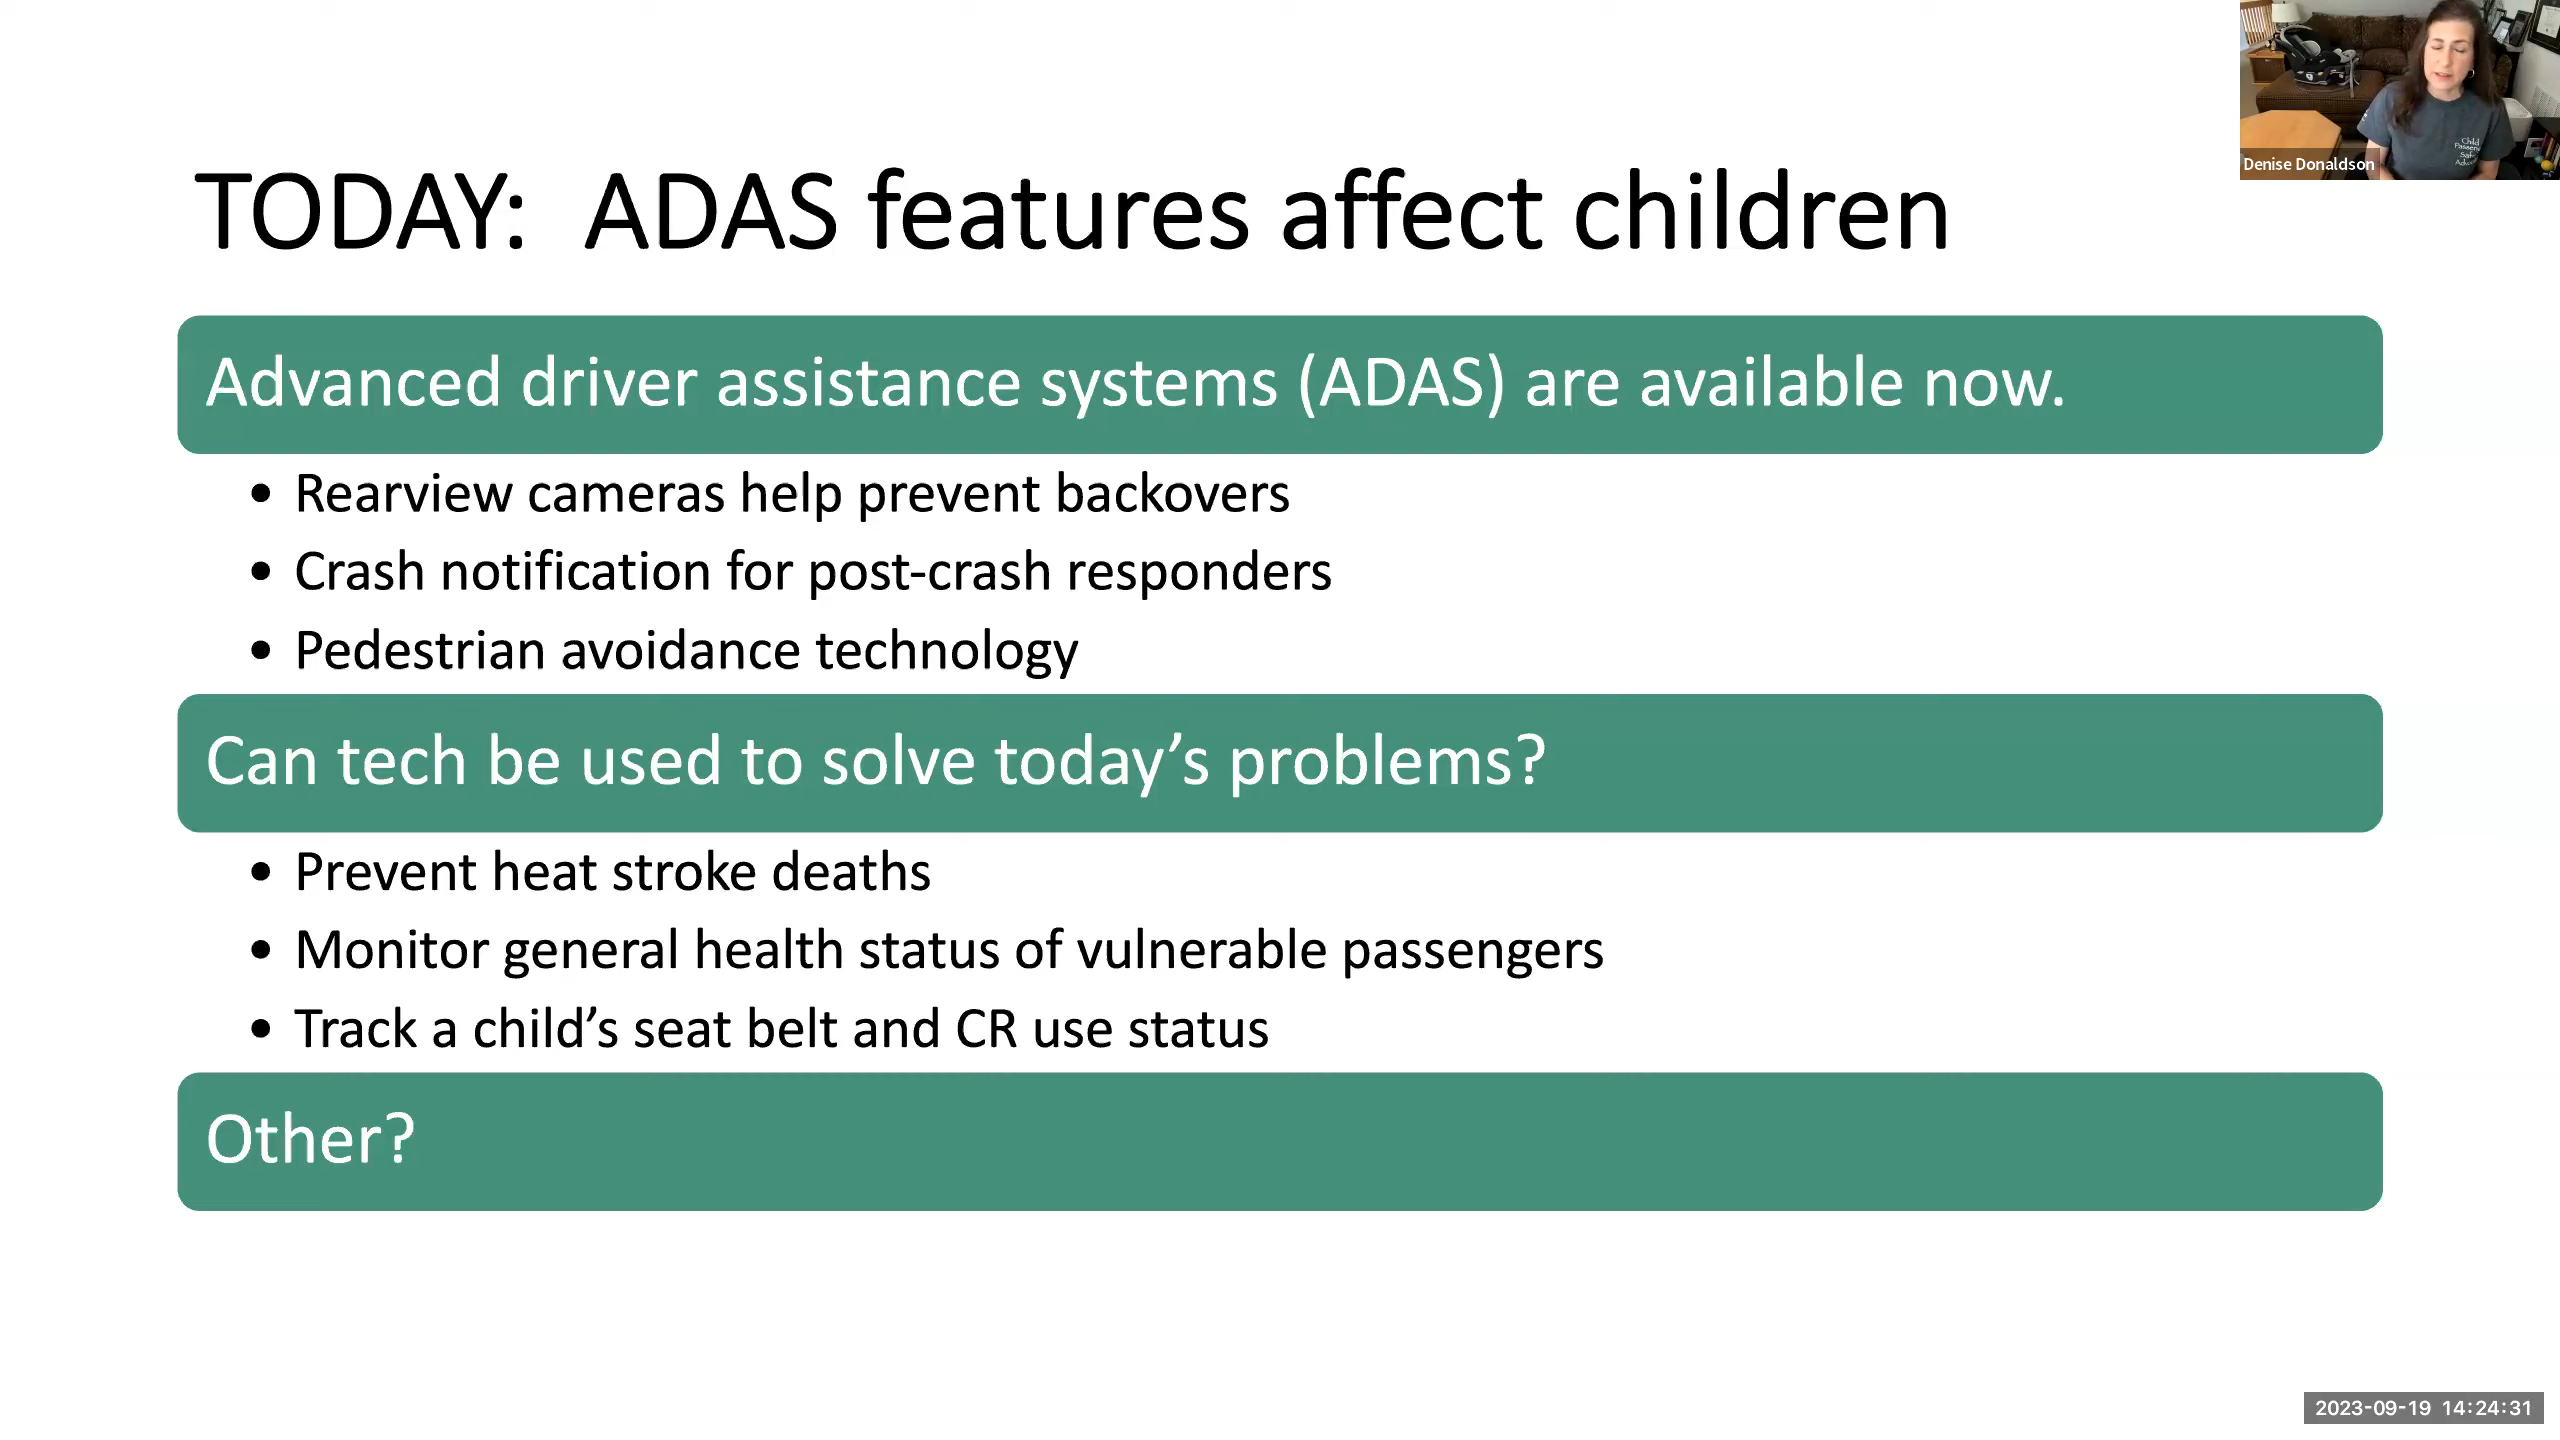 TODAY:  ADAS features affect children
Advanced driver assistance systems (ADAS) are available now.
• Rearview cameras help prevent backovers
• Crash notification for post-crash responders
• Pedestrian avoidance technology
Can tech be used to solve today’s problems?
• Prevent heat stroke deaths
• Monitor general health status of vulnerable passengers
• Track a child’s seat belt and CR use status
Other?
Denise Donaldson
Child
2023-09-19 14:24:31